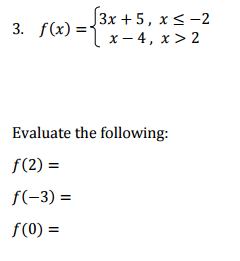 3. f(x) = { 3x + 5 , x ≤ −2
x − 4 , x > 2
Evaluate the following:
f(2) =
f(−3) =
f(0) =